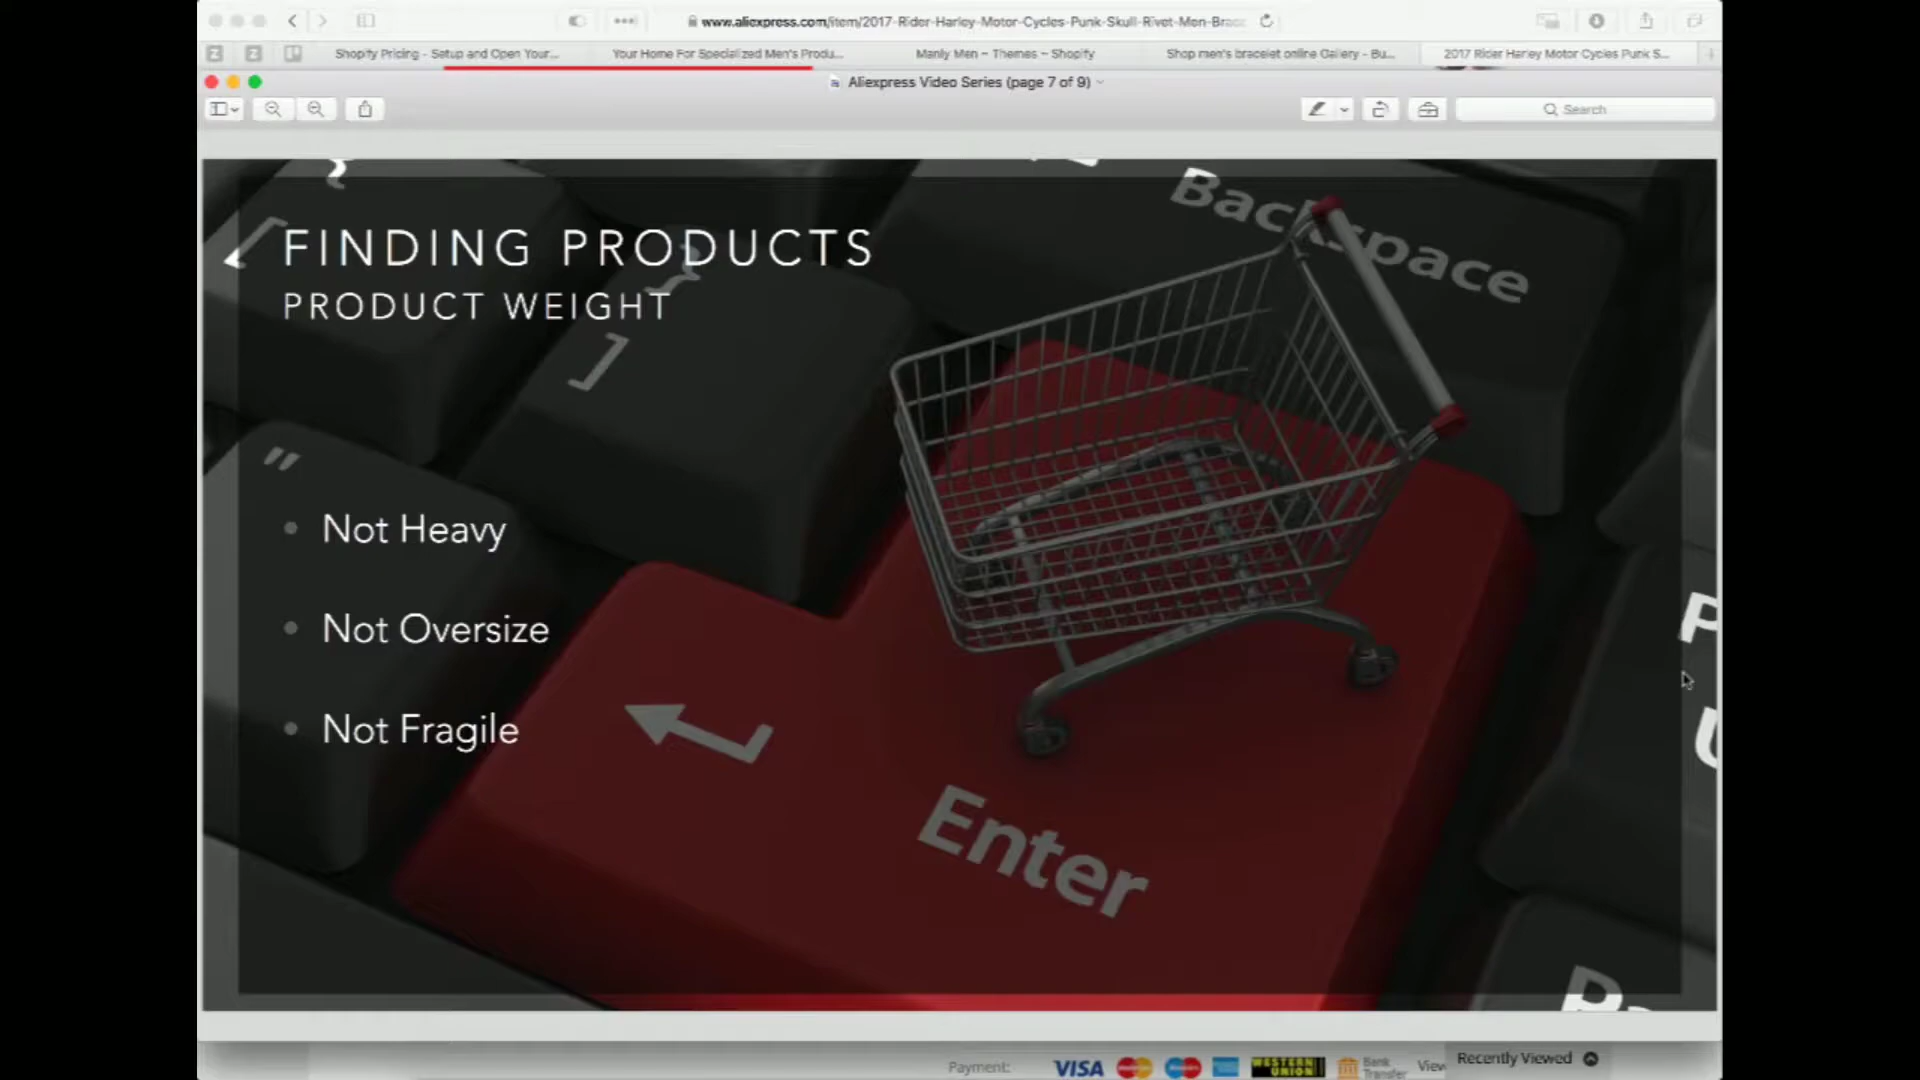 www.aliexpress.com/item/2017-Rider-Harley-Motor-Cycles-Punk-Skull-Rivet-Men-Brac
Shopify Pricing - Setup and Open Your...
Your Home For Specialized Men's Produ...
Manly Men ~ Themes ~ Shopify
Shop men's bracelet online Gallery - Bu...
2017 Rider Harley Motor Cycles Punk S...
Aliexpress Video Series (page 7 of 9)
Search
Backspace
FINDING PRODUCTS
PRODUCT WEIGHT
}
]
"
• Not Heavy
• Not Oversize
• Not Fragile
Enter
Payment:
VISA
WESTERN UNION
Bank Transfer
View
Recently Viewed